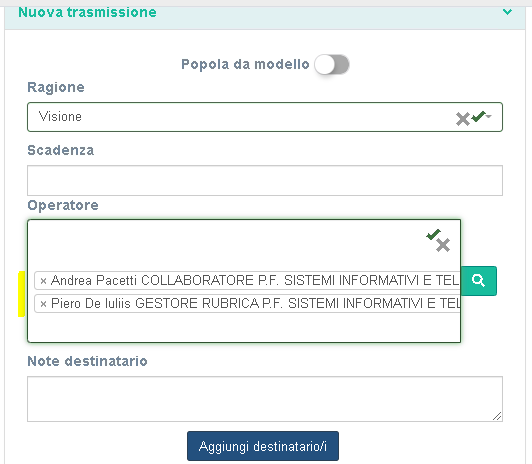 Nuova trasmissione
Popola da modello
Ragione
Visione
Scadenza
Operatore
× Andrea Pacetti COLLABORATORE P.F. SISTEMI INFORMATIVI E TEL
× Piero De Iuliis GESTORE RUBRICA P.F. SISTEMI INFORMATIVI E TEL
Note destinatario
Aggiungi destinatario/i